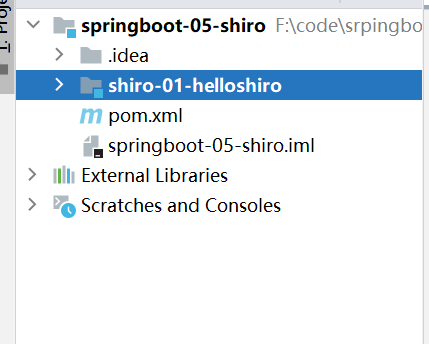 1: Project
springboot-05-shiro F:\code\srpingbo
.idea
shiro-01-helloshiro
m pom.xml
springboot-05-shiro.iml
External Libraries
Scratches and Consoles